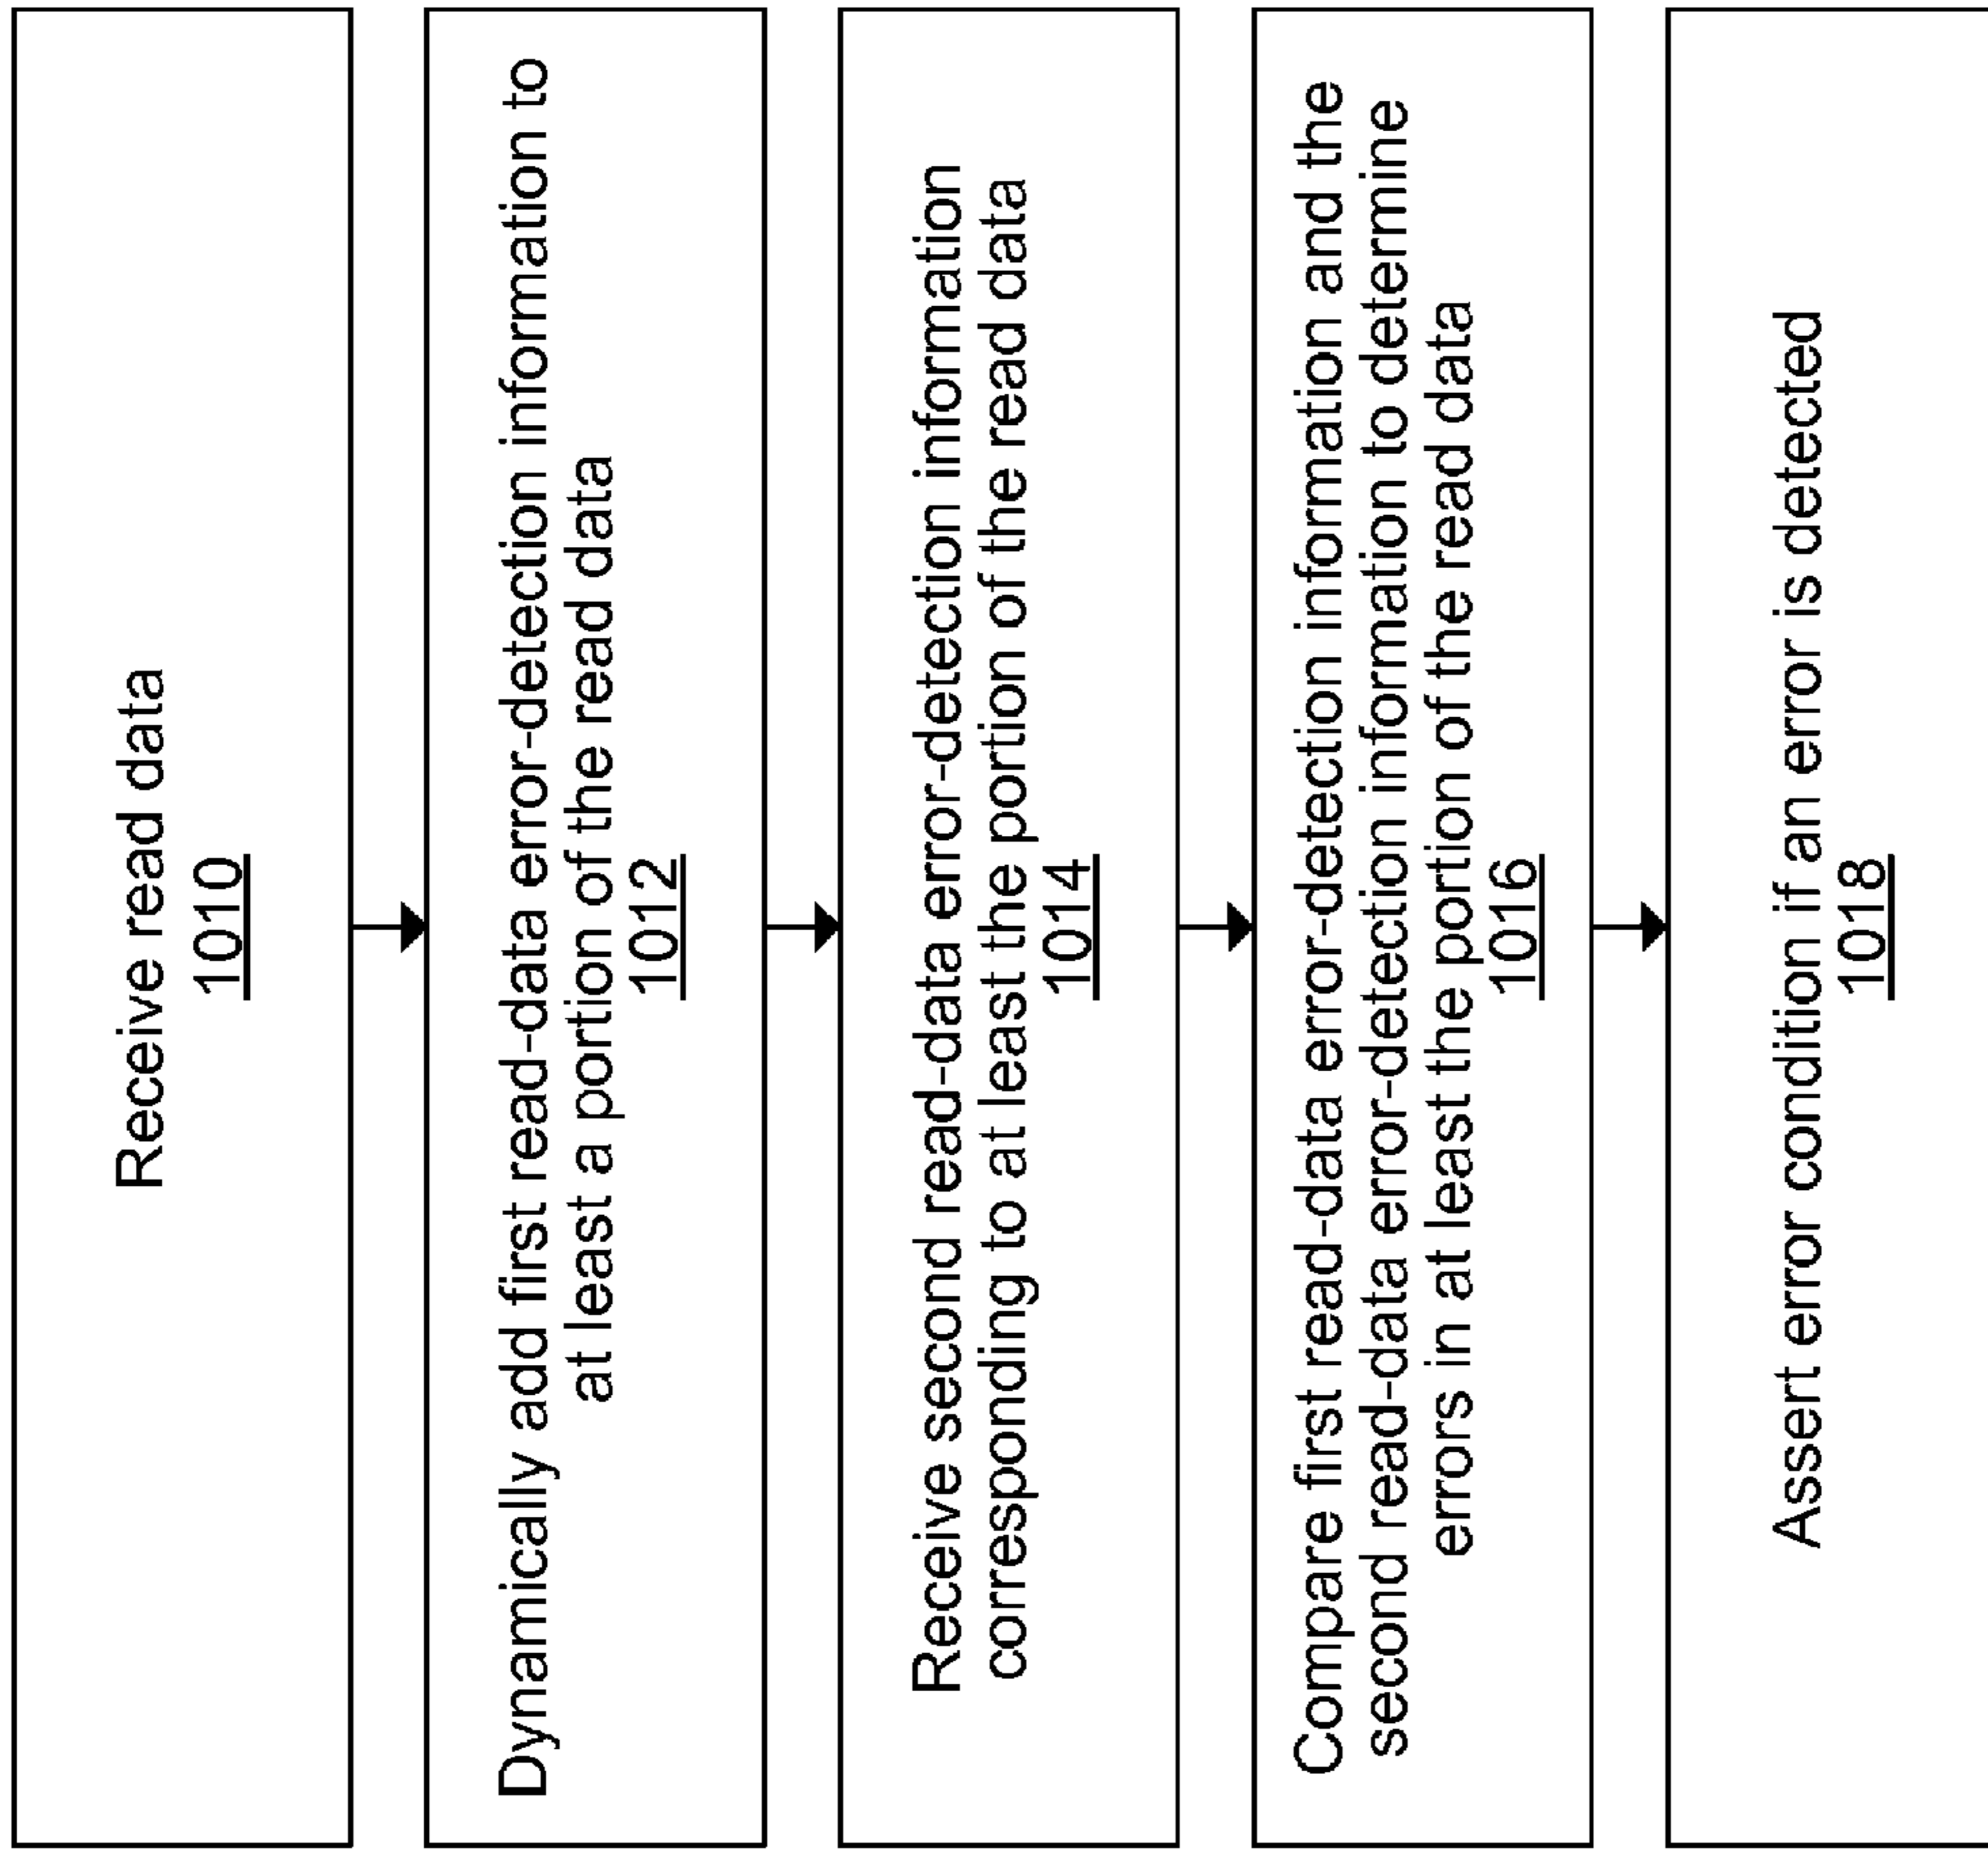 Receive read data
1010
Dynamically add first read-data error-detection information to
at least a portion of the read data
1012
Receive second read-data error-detection information
corresponding to at least the portion of the read data
1014
Compare first read-data error-detection information and the
second read-data error-detection information to determine
errors in at least the portion of the read data
1016
Assert error condition if an error is detected
1018